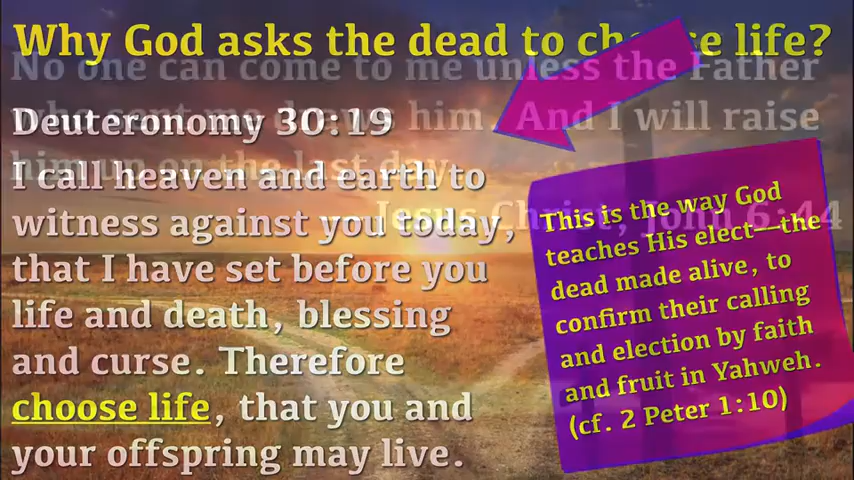 Why God asks the dead to choose life?
No one can come to me unless the Father
who sent me draws him. And I will raise
him up on the last day.
— Jesus Christ, John 6:44
Deuteronomy 30:19
I call heaven and earth to
witness against you today,
that I have set before you
life and death, blessing
and curse. Therefore
choose life, that you and
your offspring may live.
This is the way God
teaches His elect—the
dead made alive, to
confirm their calling
and election by faith
and fruit in Yahweh.
(cf. 2 Peter 1:10)